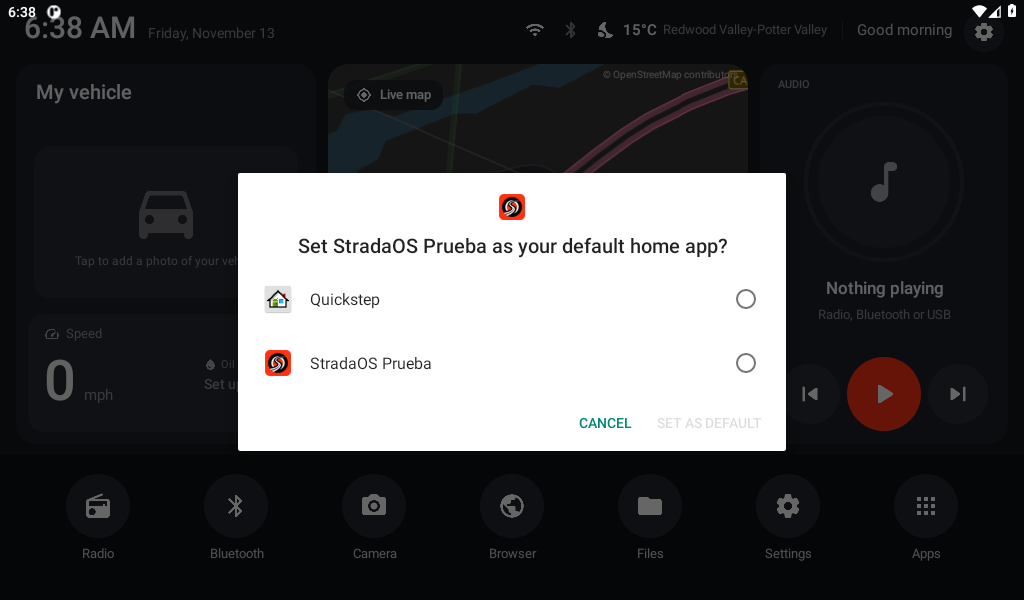 6:38
6:38 AM
Friday, November 13
15°C
Redwood Valley-Potter Valley
Good morning
My vehicle
Live map
© OpenStreetMap contributors
CA
AUDIO
Tap to add a photo of your veh
Set StradaOS Prueba as your default home app?
Quickstep
StradaOS Prueba
CANCEL
SET AS DEFAULT
Nothing playing
Radio, Bluetooth or USB
Speed
0
mph
Oil
Set u
Radio
Bluetooth
Camera
Browser
Files
Settings
Apps